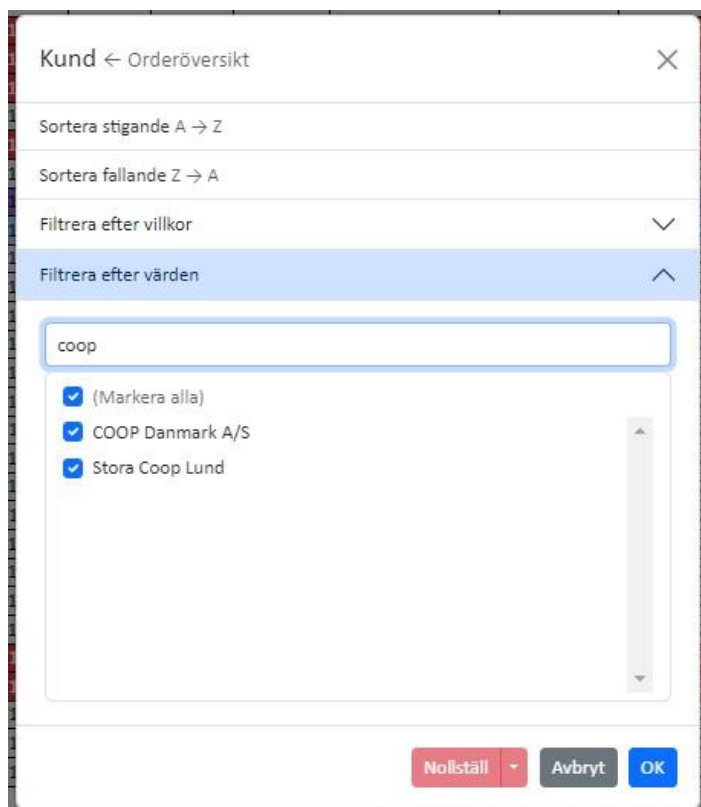 Kund ← Orderöversikt
Sortera stigande A → Z
Sortera fallande Z → A
Filtrera efter villkor
Filtrera efter värden
coop
(Markera alla)
COOP Danmark A/S
Stora Coop Lund
Nollställ Avbryt OK